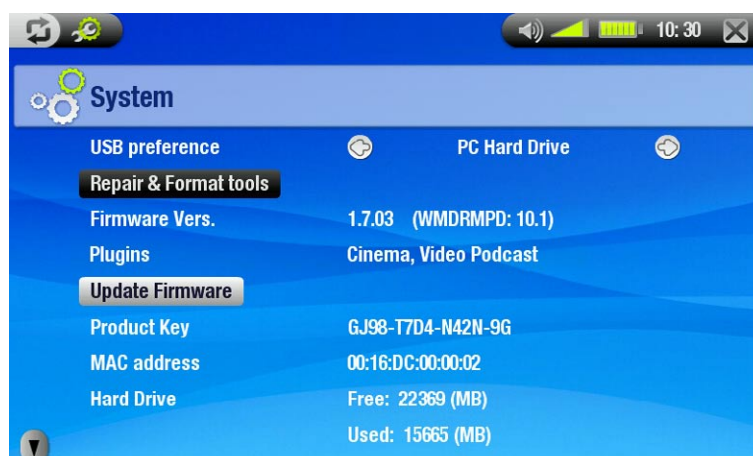 10:30
System
USB preference PC Hard Drive
Repair & Format tools
Firmware Vers. 1.7.03 (WMDRMPD: 10.1)
Plugins Cinema, Video Podcast
Update Firmware
Product Key GJ98-T7D4-N42N-9G
MAC address 00:16:DC:00:00:02
Hard Drive Free: 22369 (MB)
Used: 15665 (MB)